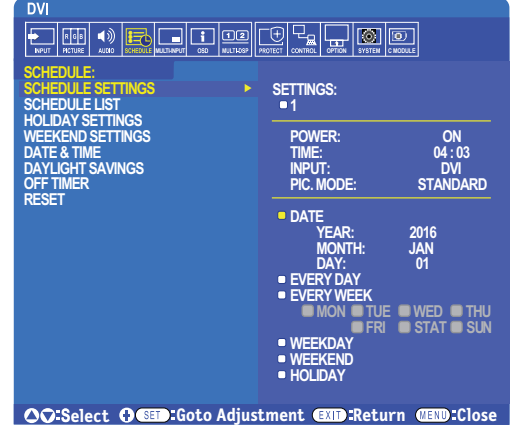 DVI
RGB
1 2
INPUT PICTURE AUDIO SCHEDULE MULTI-INPUT OSD MULTI-DSP PROTECT CONTROL OPTION SYSTEM C MODULE
SCHEDULE:
SCHEDULE SETTINGS
SCHEDULE LIST
HOLIDAY SETTINGS
WEEKEND SETTINGS
DATE & TIME
DAYLIGHT SAVINGS
OFF TIMER
RESET
SETTINGS:
1
POWER: ON
TIME: 04 : 03
INPUT: DVI
PIC. MODE: STANDARD
DATE
YEAR: 2016
MONTH: JAN
DAY: 01
EVERY DAY
EVERY WEEK
MON TUE WED THU
FRI STAT SUN
WEEKDAY
WEEKEND
HOLIDAY
:Select SET:Goto Adjustment EXIT:Return MENU:Close